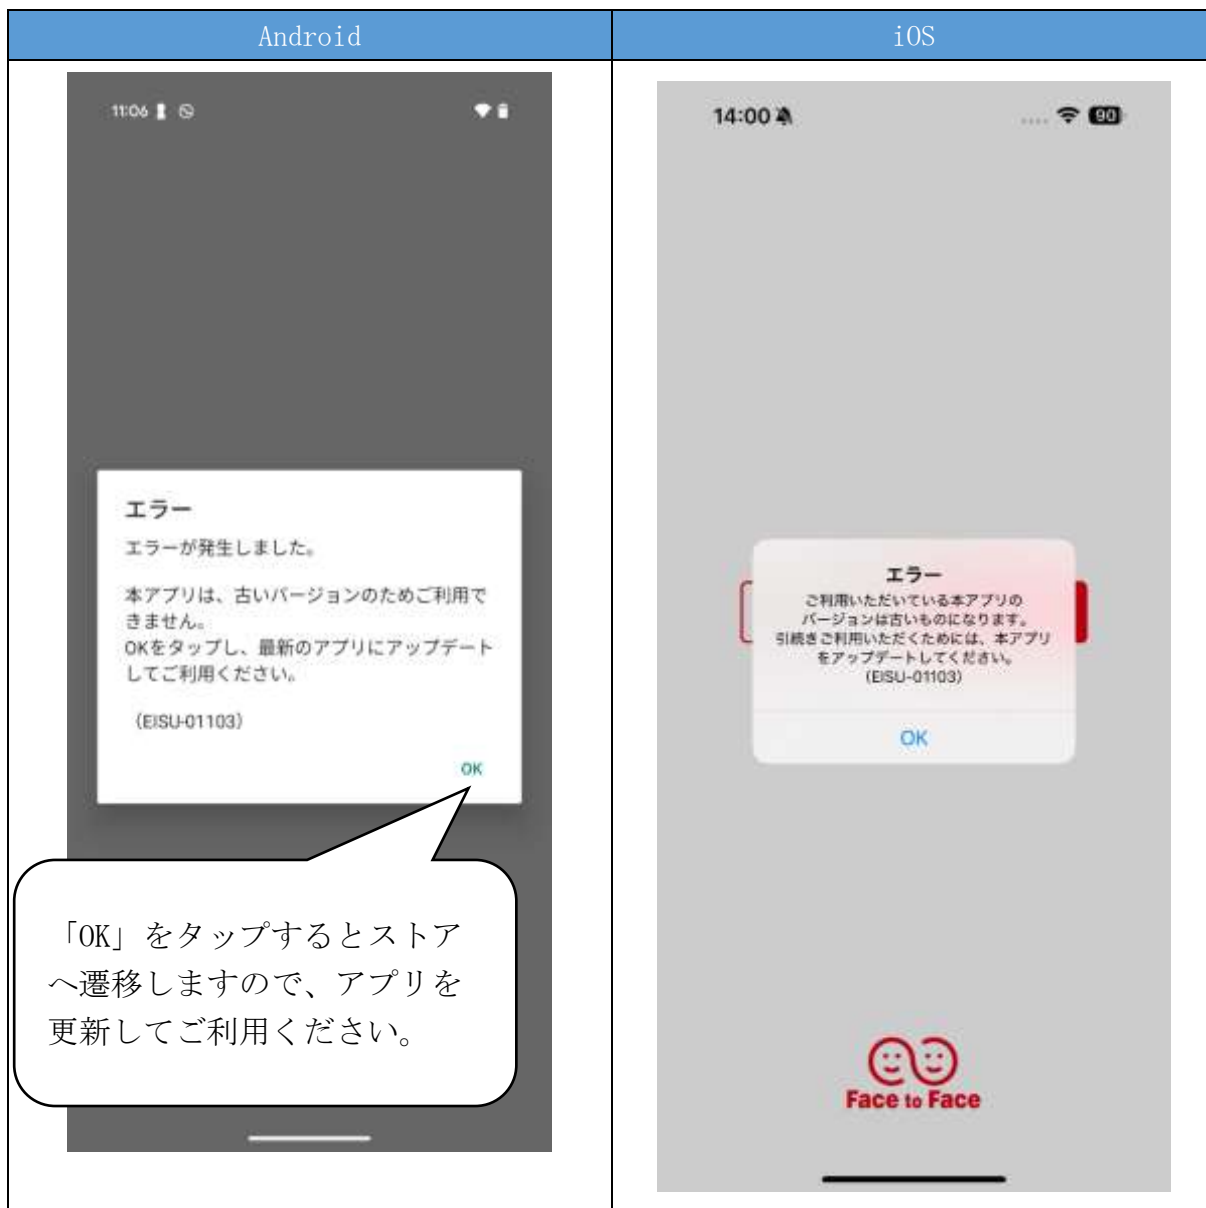 Android
iOS
11:06
エラー
エラーが発生しました。
本アプリは、古いバージョンのためご利用で
きません。
OKをタップし、最新のアプリにアップデート
してご利用ください。
（EISU-01103）
OK
「OK」をタップするとストア
へ遷移しますので、アプリを
更新してご利用ください。
14:00
90
エラー
ご利用いただいている本アプリの
バージョンは古いものになります。
引続きご利用いただくためには、本アプリ
をアップデートしてください。
(EISU-01103)
OK
Face to Face